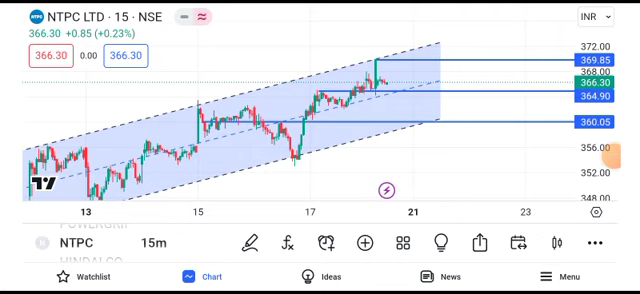 NTPC LTD · 15 · NSE
INR
366.30 +0.85 (+0.23%)
366.30 0.00 366.30
372.00
369.85
368.00
366.30
364.90
360.05
356.00
352.00
348.00
13 15 17 21 23
NTPC 15m
HINDALCO
Watchlist Chart Ideas News Menu